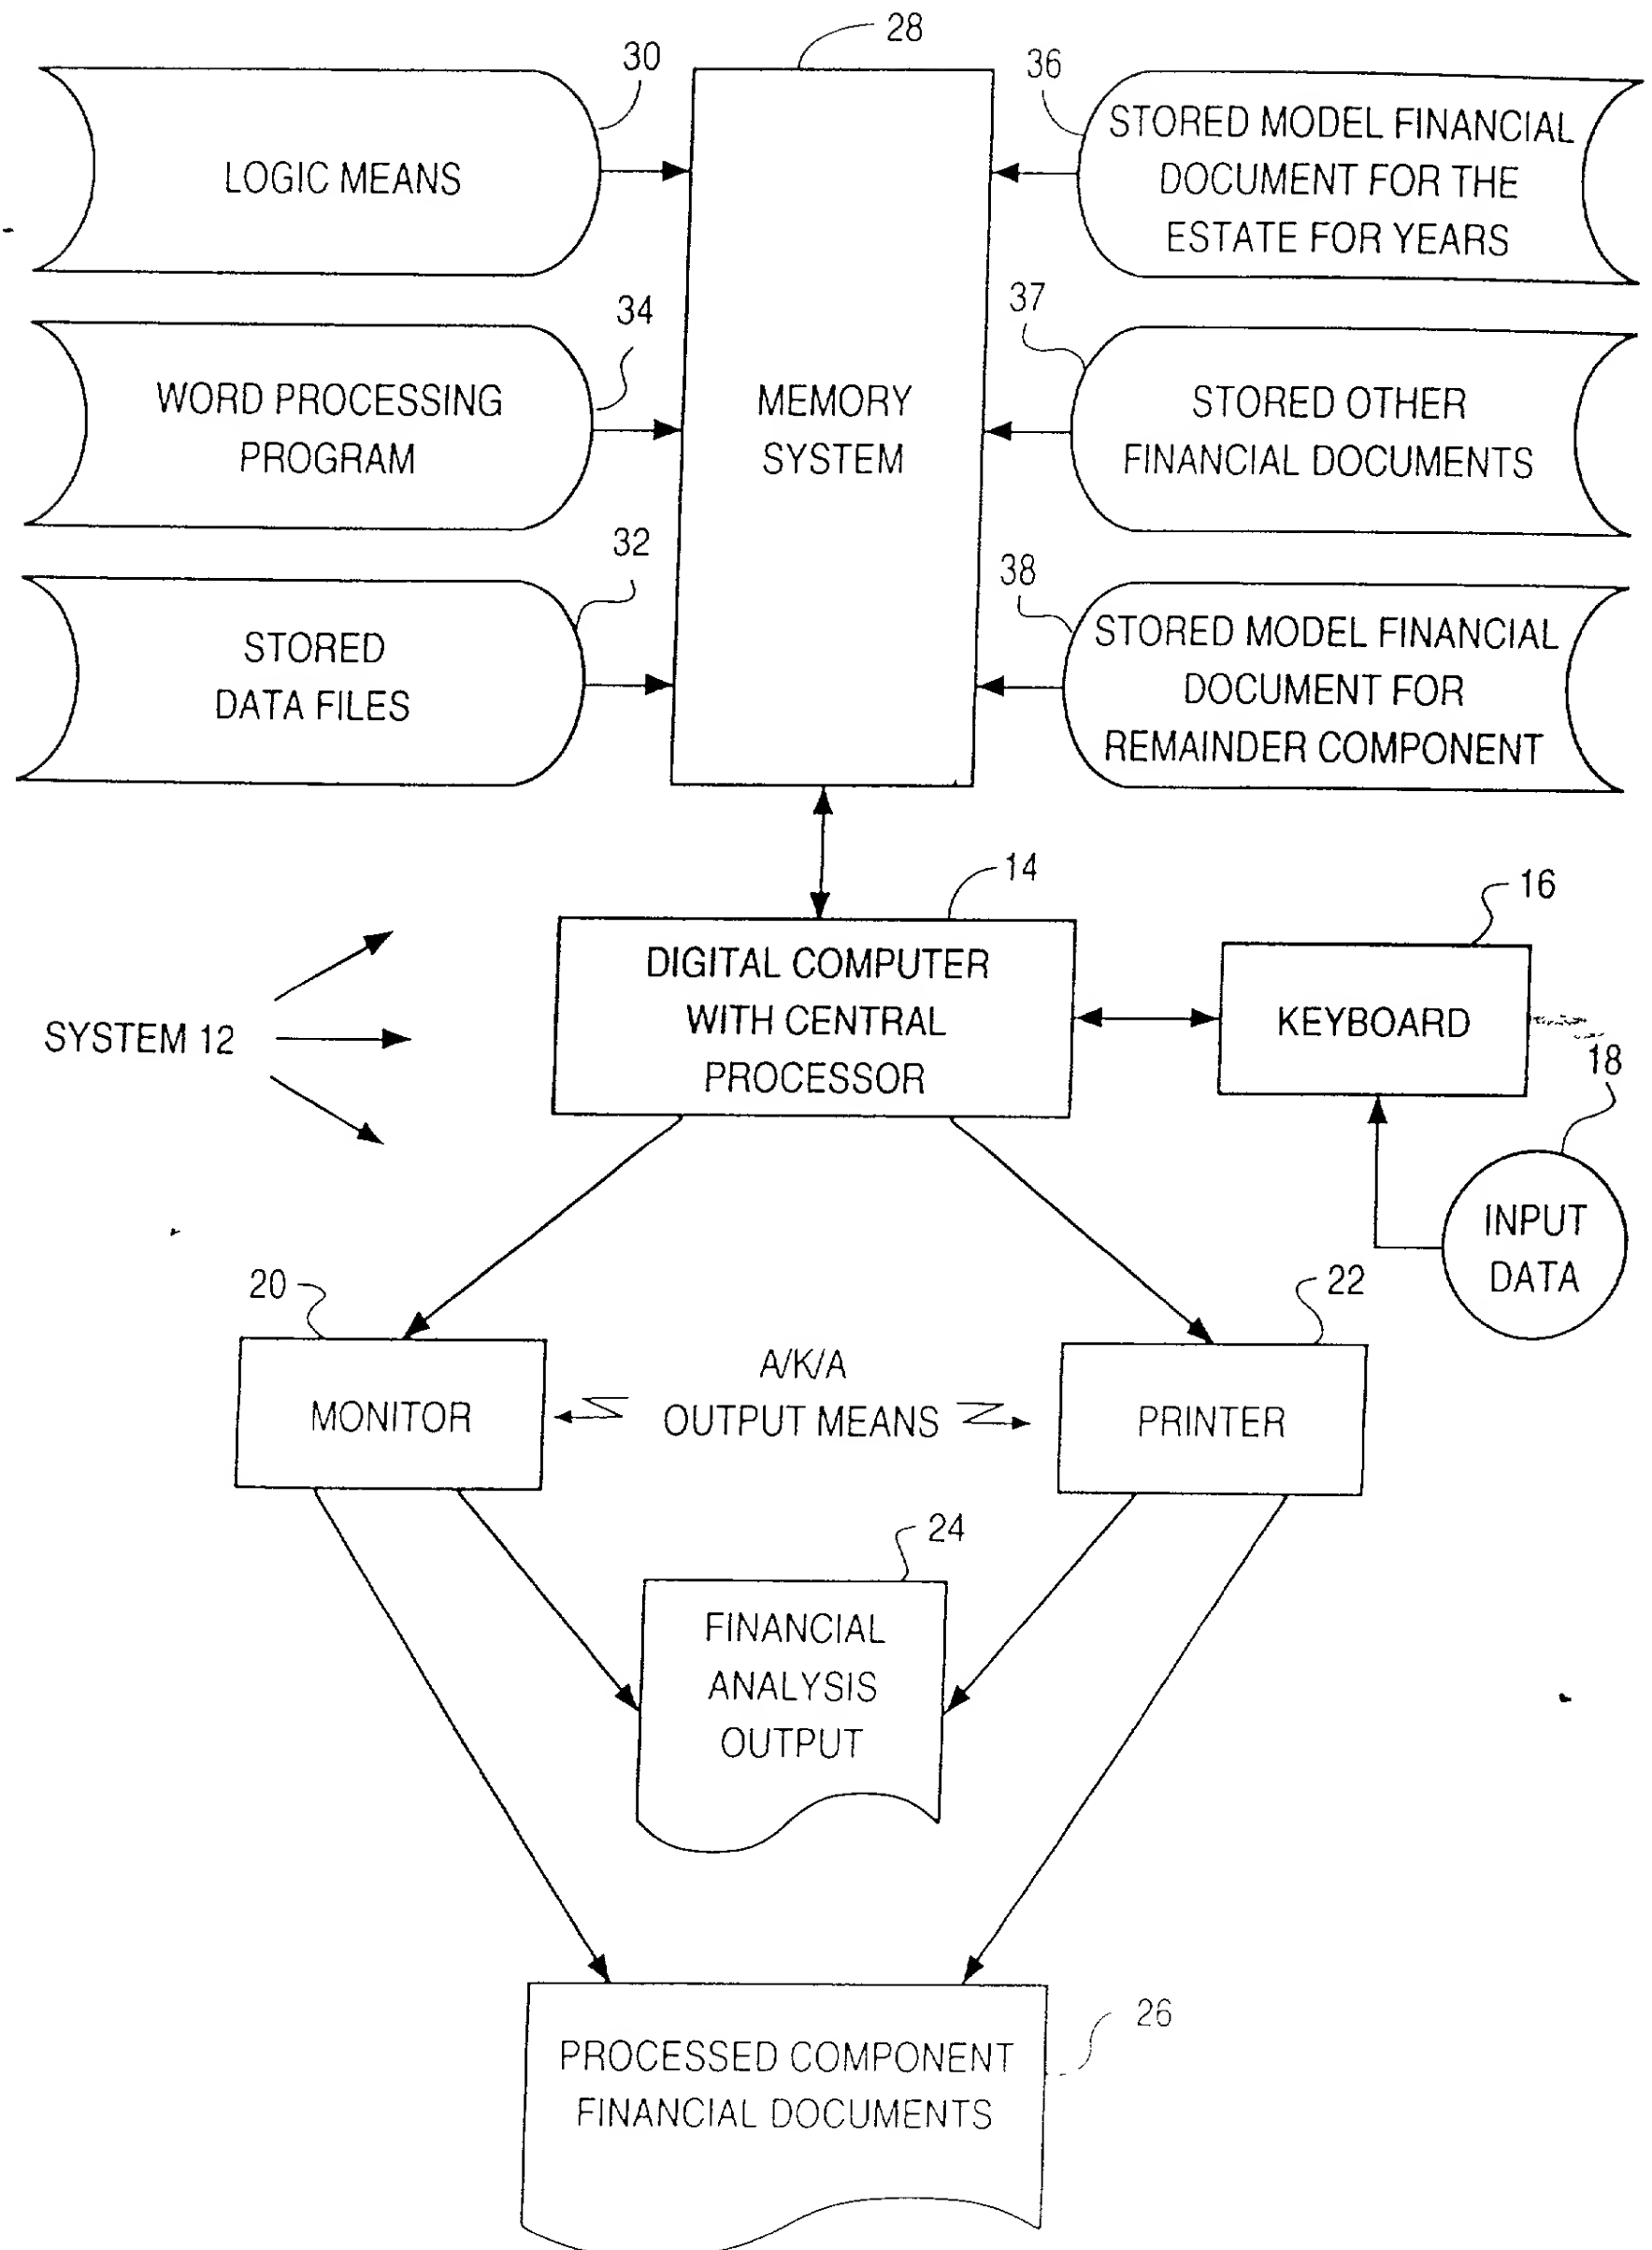 28
30
LOGIC MEANS
36
STORED MODEL FINANCIAL
DOCUMENT FOR THE
ESTATE FOR YEARS
34
WORD PROCESSING
PROGRAM
MEMORY
SYSTEM
37
STORED OTHER
FINANCIAL DOCUMENTS
32
STORED
DATA FILES
38
STORED MODEL FINANCIAL
DOCUMENT FOR
REMAINDER COMPONENT
14
DIGITAL COMPUTER
WITH CENTRAL
PROCESSOR
16
KEYBOARD
SYSTEM 12
18
INPUT
DATA
20
MONITOR
A/K/A
OUTPUT MEANS
22
PRINTER
24
FINANCIAL
ANALYSIS
OUTPUT
26
PROCESSED COMPONENT
FINANCIAL DOCUMENTS